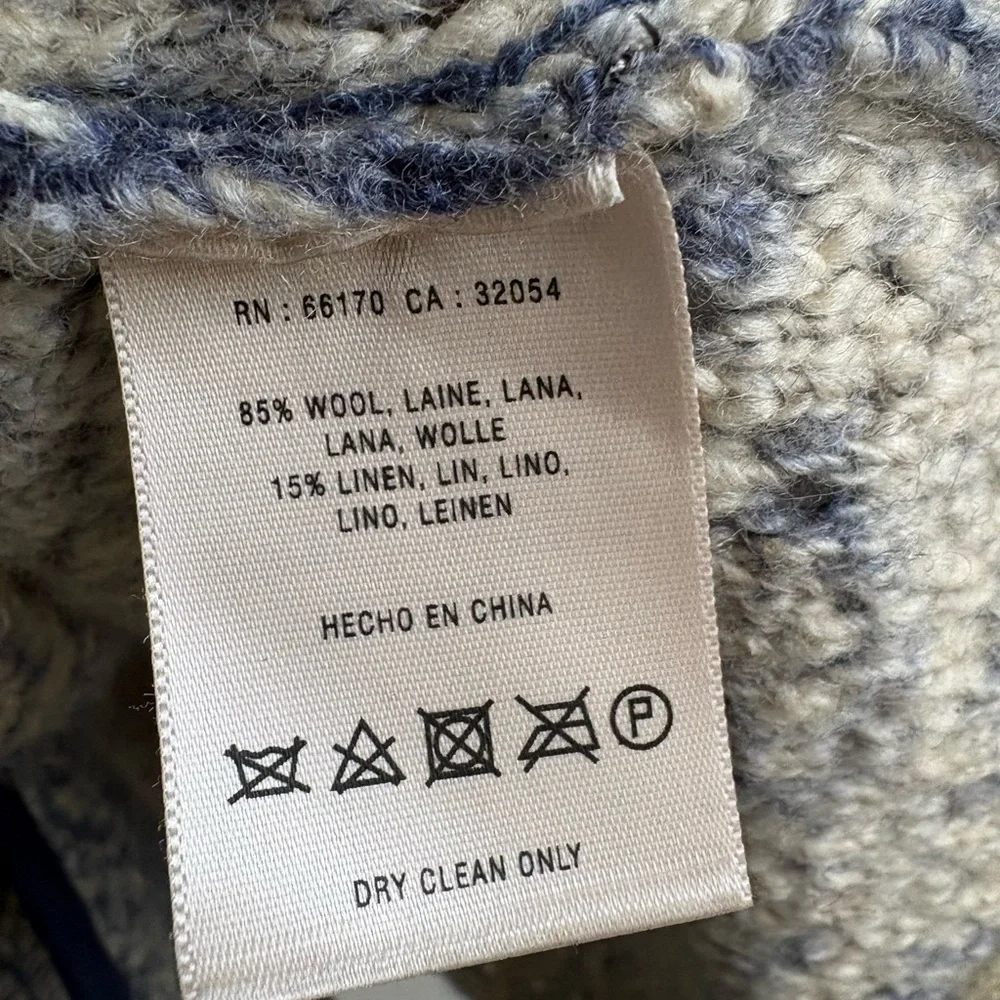 RN : 66170 CA : 32054
85% WOOL, LAINE, LANA,
LANA, WOLLE
15% LINEN, LIN, LINO,
LINO, LEINEN
HECHO EN CHINA
P
DRY CLEAN ONLY